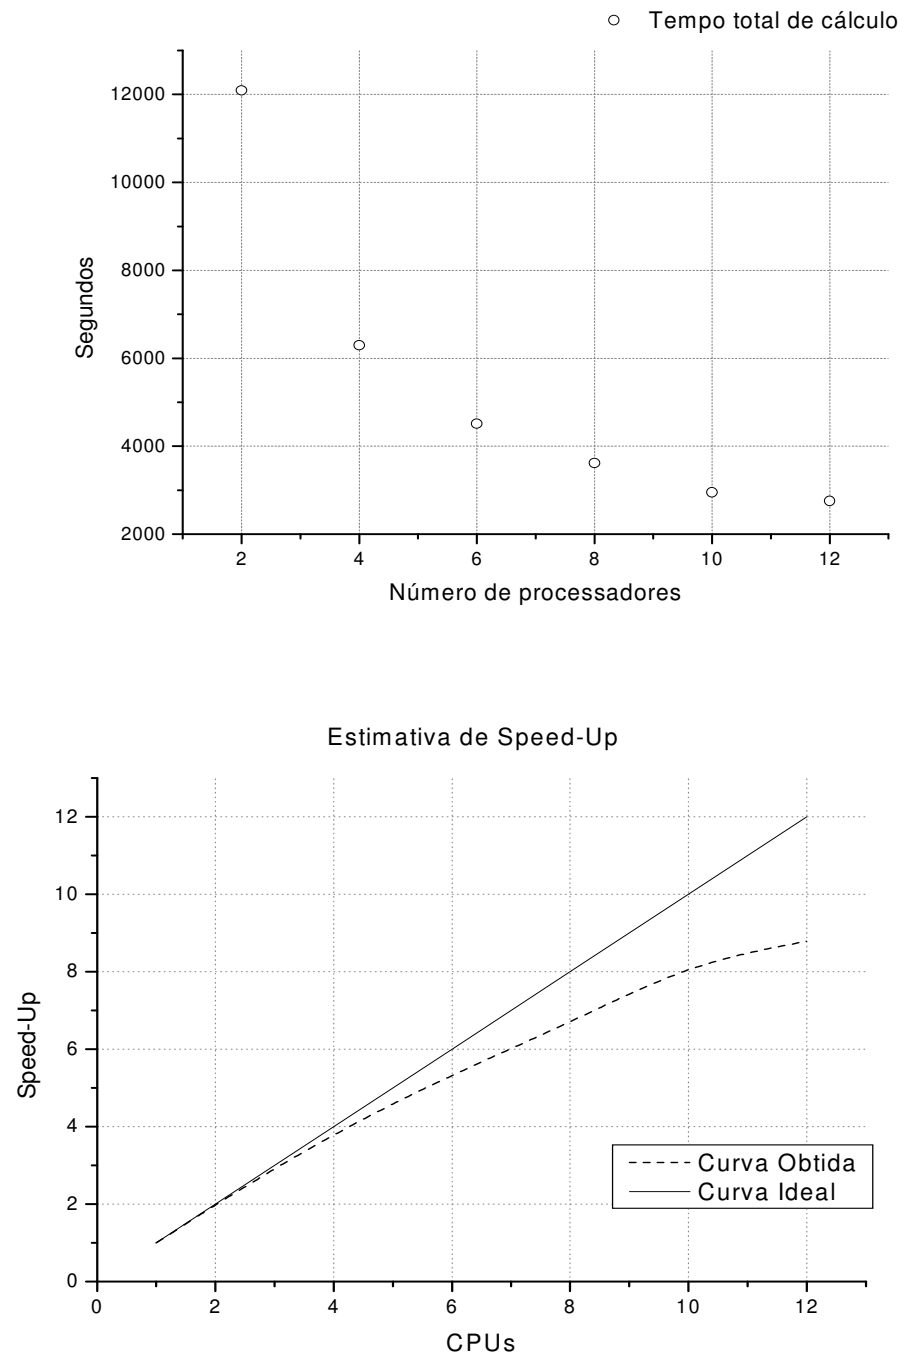 Tempo total de cálculo
12000
10000
8000
6000
4000
2000
Segundos
2 4 6 8 10 12
Número de processadores
Estimativa de Speed-Up
12
10
8
6
4
2
0
Speed-Up
Curva Obtida
Curva Ideal
0 2 4 6 8 10 12
CPUs